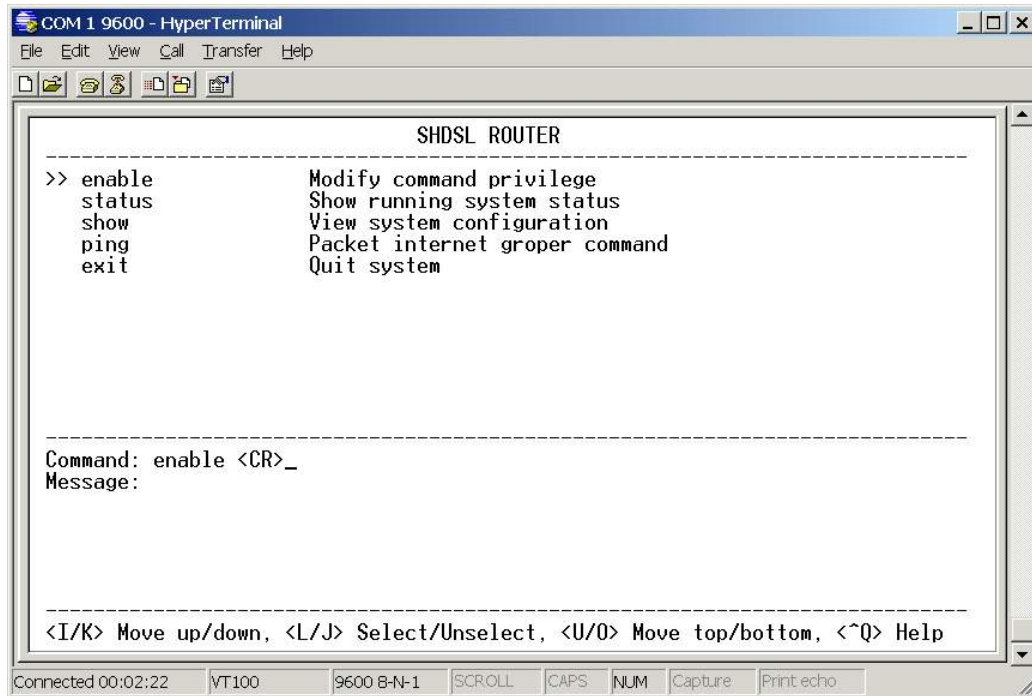 COM 1 9600 - HyperTerminal
File Edit View Call Transfer Help
SHDSL ROUTER
--------------------------------------------------------------------------------
>> enable Modify command privilege
status Show running system status
show View system configuration
ping Packet internet groper command
exit Quit system
--------------------------------------------------------------------------------
Command: enable <CR>_
Message:
--------------------------------------------------------------------------------
<I/K> Move up/down, <L/J> Select/Unselect, <U/O> Move top/bottom, <^Q> Help
Connected 00:02:22 VT100 9600 8-N-1 SCROLL CAPS NUM Capture Print echo